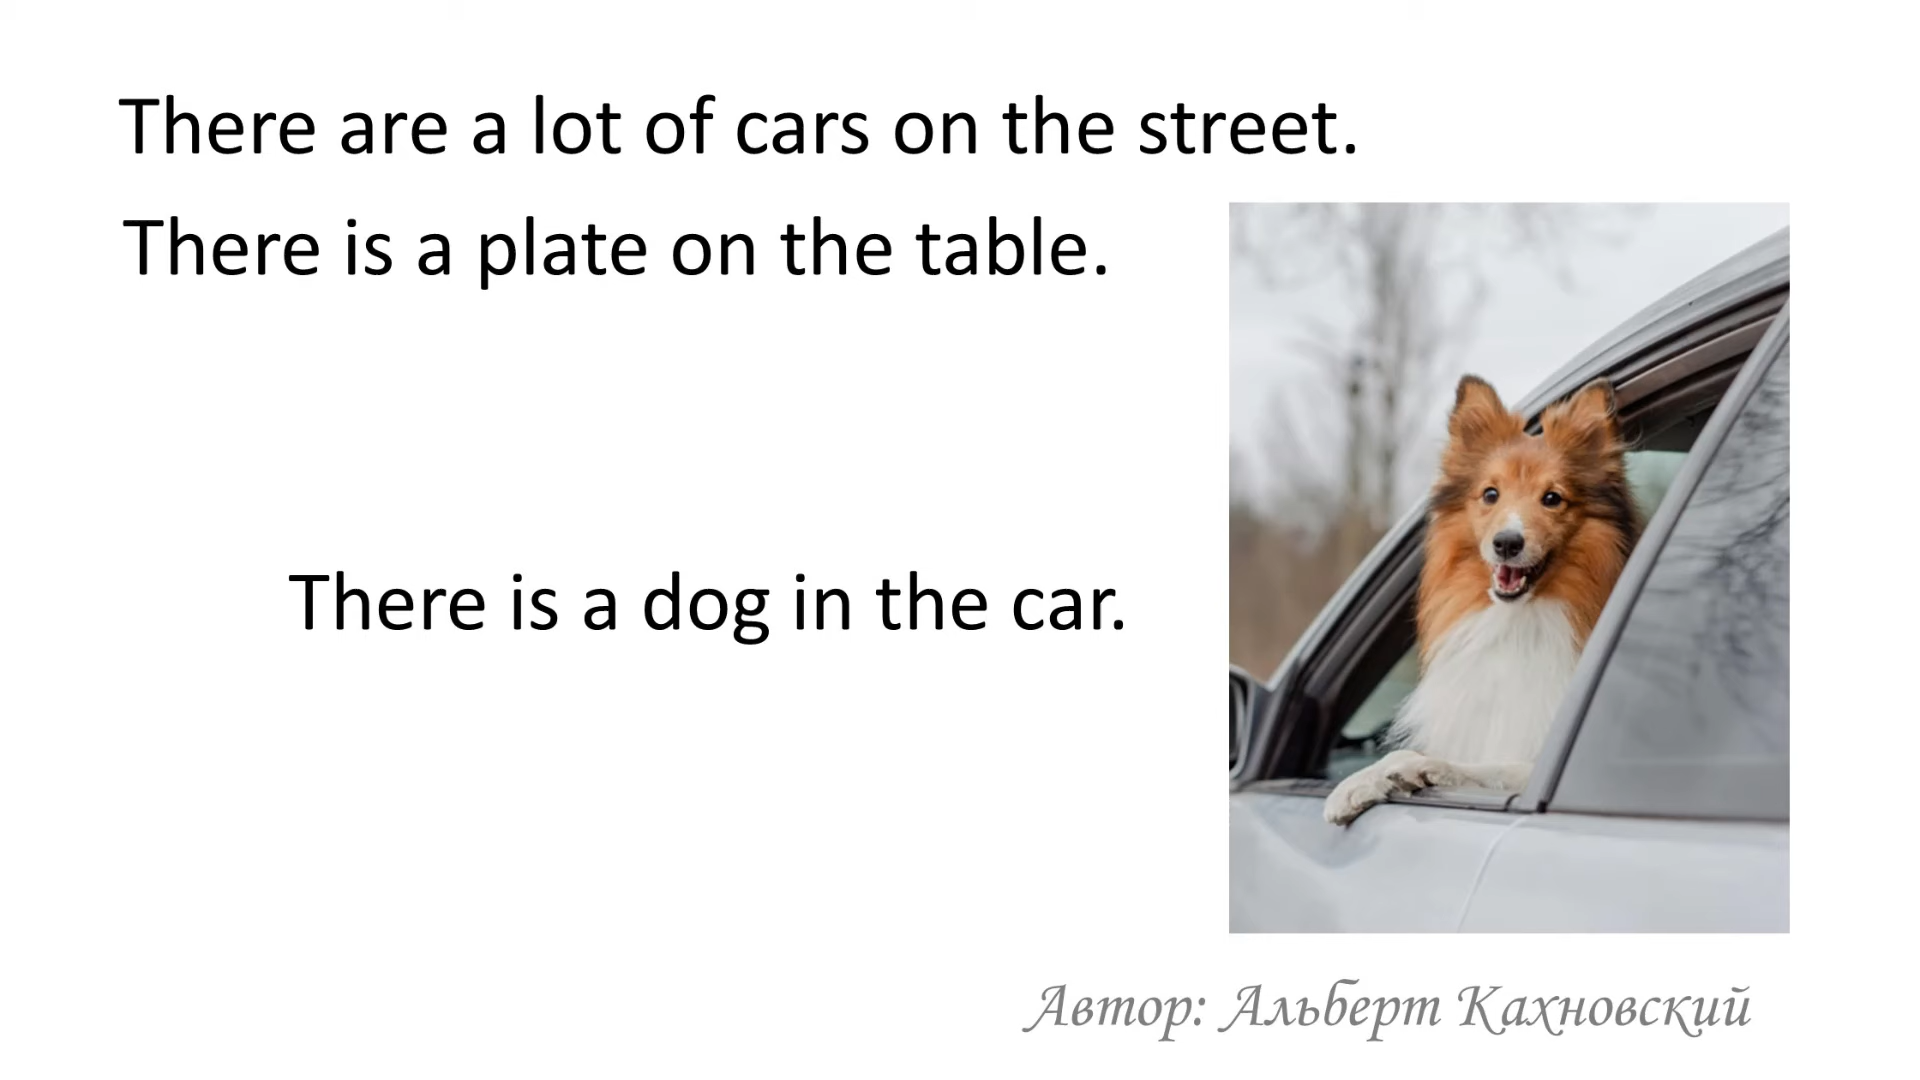 There are a lot of cars on the street.
There is a plate on the table.
There is a dog in the car.
Автор: Альберт Кахновский